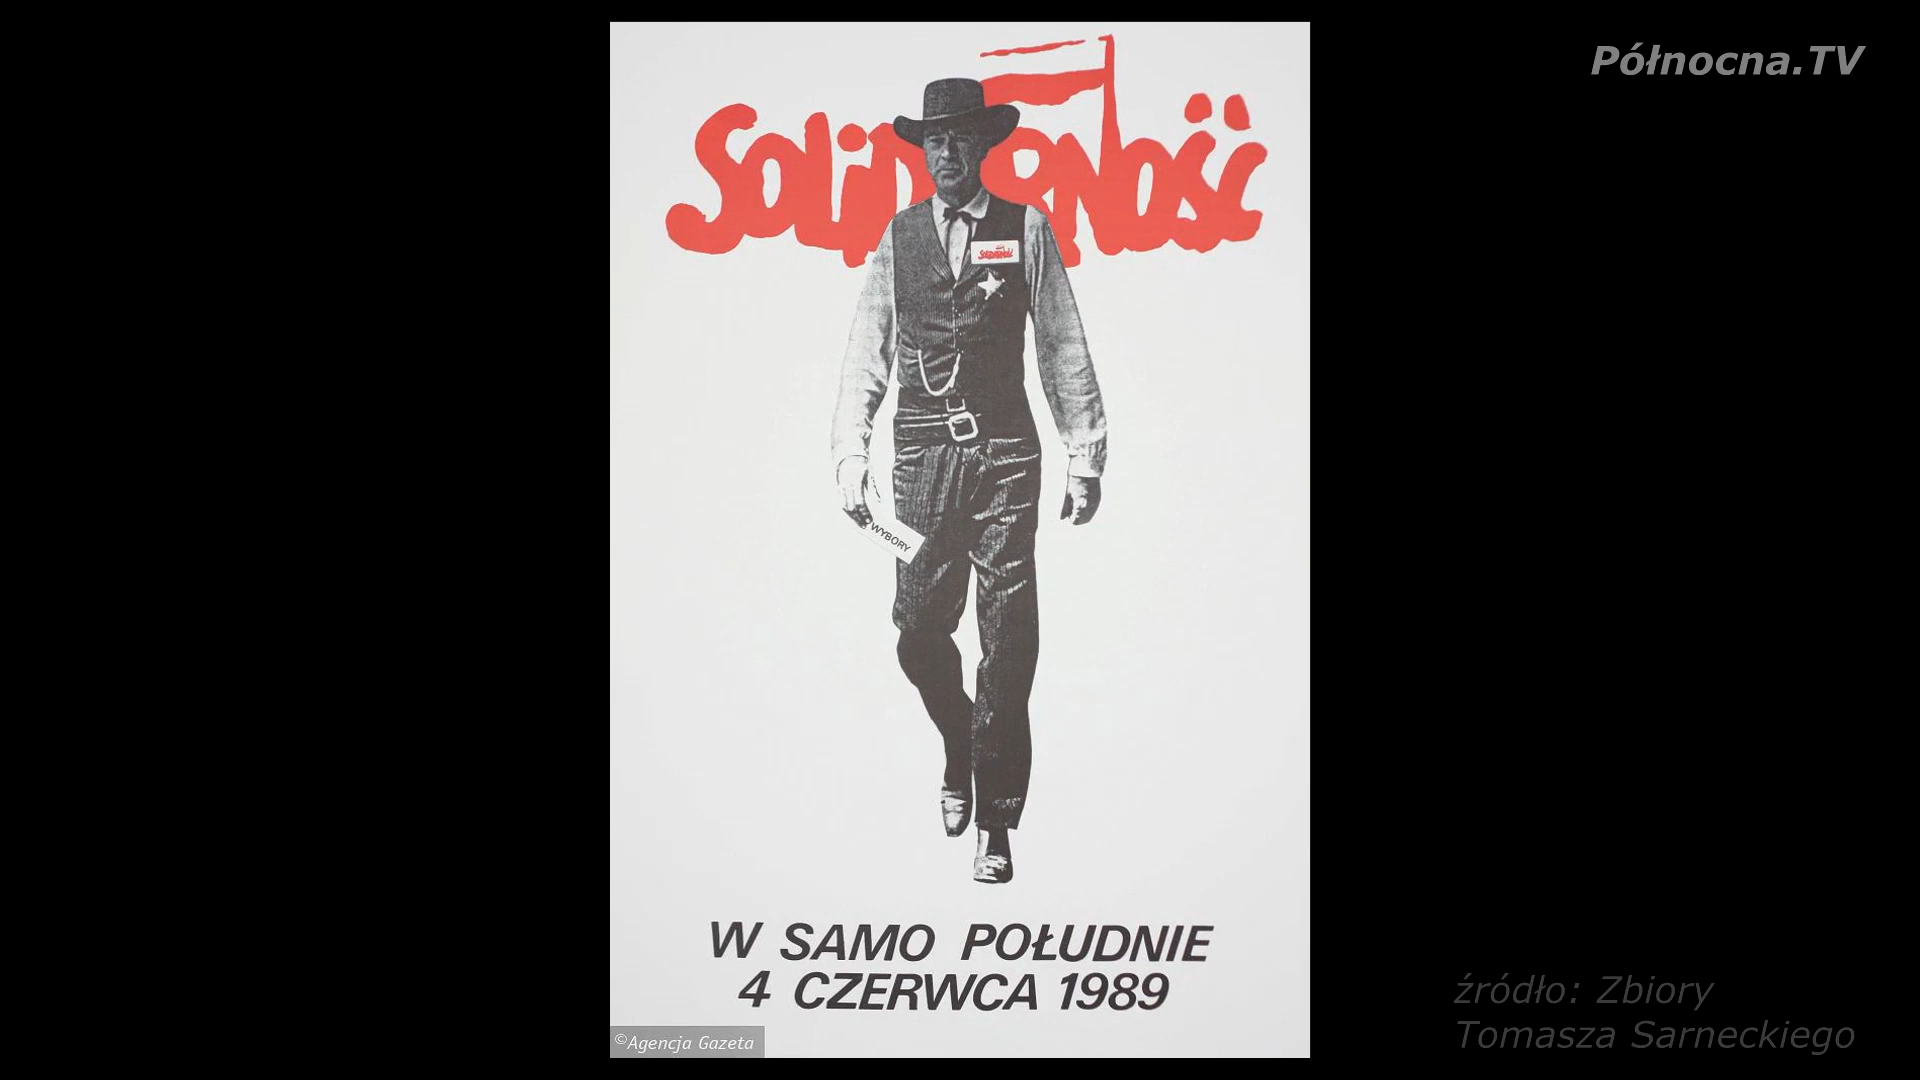 Północna.TV
SOLIDARNOŚĆ
SOLIDARNOŚĆ
WYBORY
W SAMO POŁUDNIE
4 CZERWCA 1989
©Agencja Gazeta
źródło: Zbiory
Tomasza Sarneckiego